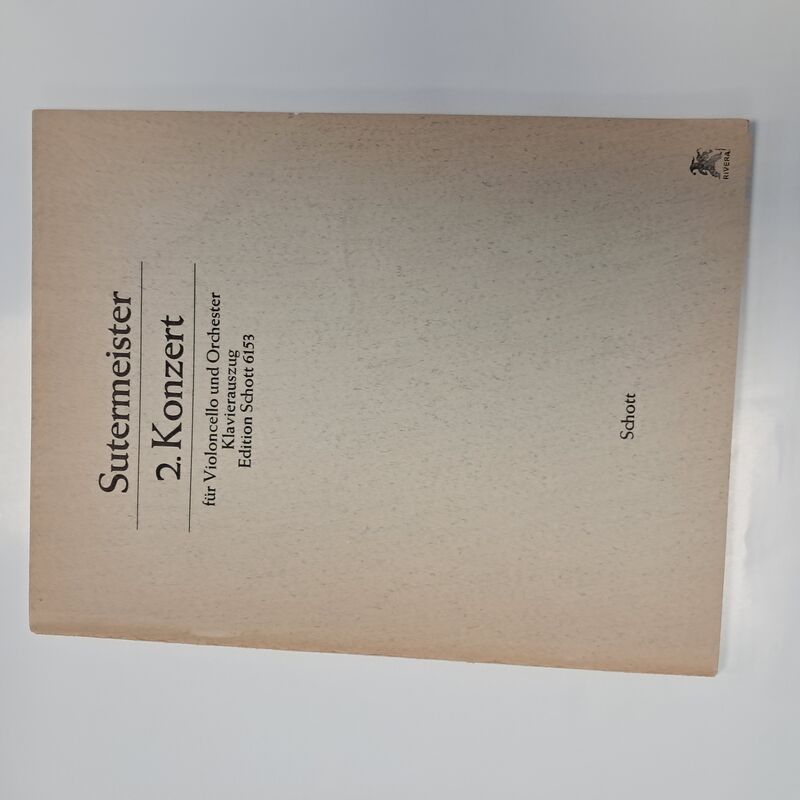 Sutermeister
2. Konzert
für Violoncello und Orchester
Klavierauszug
Edition Schott 6153
Schott
RIVERA